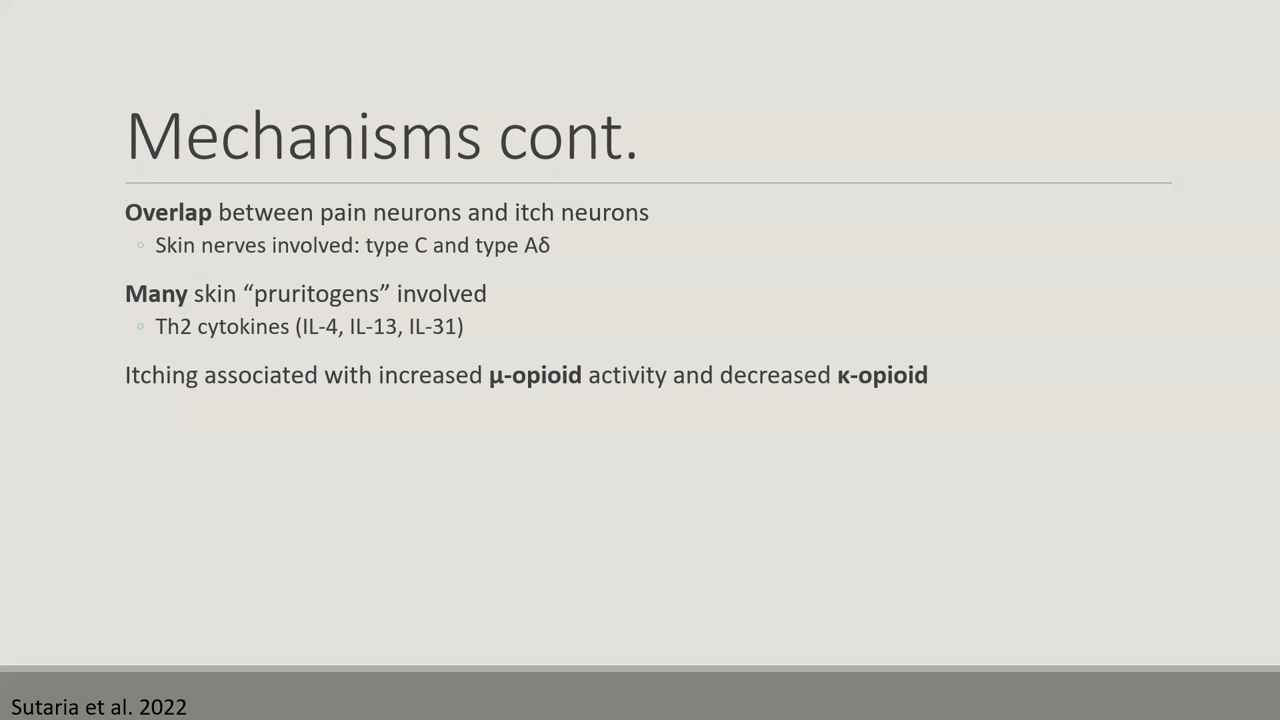 Mechanisms cont.
Overlap between pain neurons and itch neurons
◦ Skin nerves involved: type C and type Aδ
Many skin “pruritogens” involved
◦ Th2 cytokines (IL-4, IL-13, IL-31)
Itching associated with increased μ-opioid activity and decreased κ-opioid
Sutaria et al. 2022